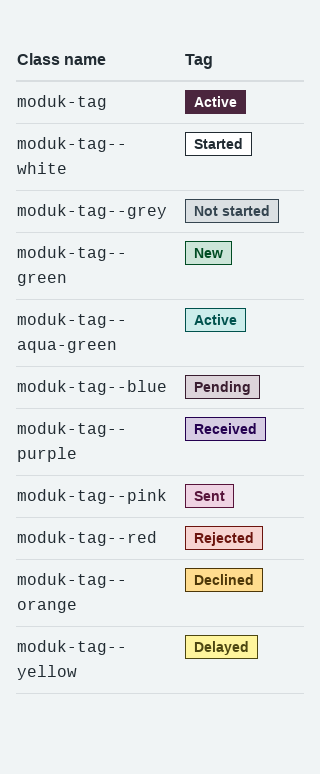 Class name Tag
moduk-tag Active
moduk-tag-- Started
white
moduk-tag--grey Not started
moduk-tag-- New
green
moduk-tag-- Active
aqua-green
moduk-tag--blue Pending
moduk-tag-- Received
purple
moduk-tag--pink Sent
moduk-tag--red Rejected
moduk-tag-- Declined
orange
moduk-tag-- Delayed
yellow